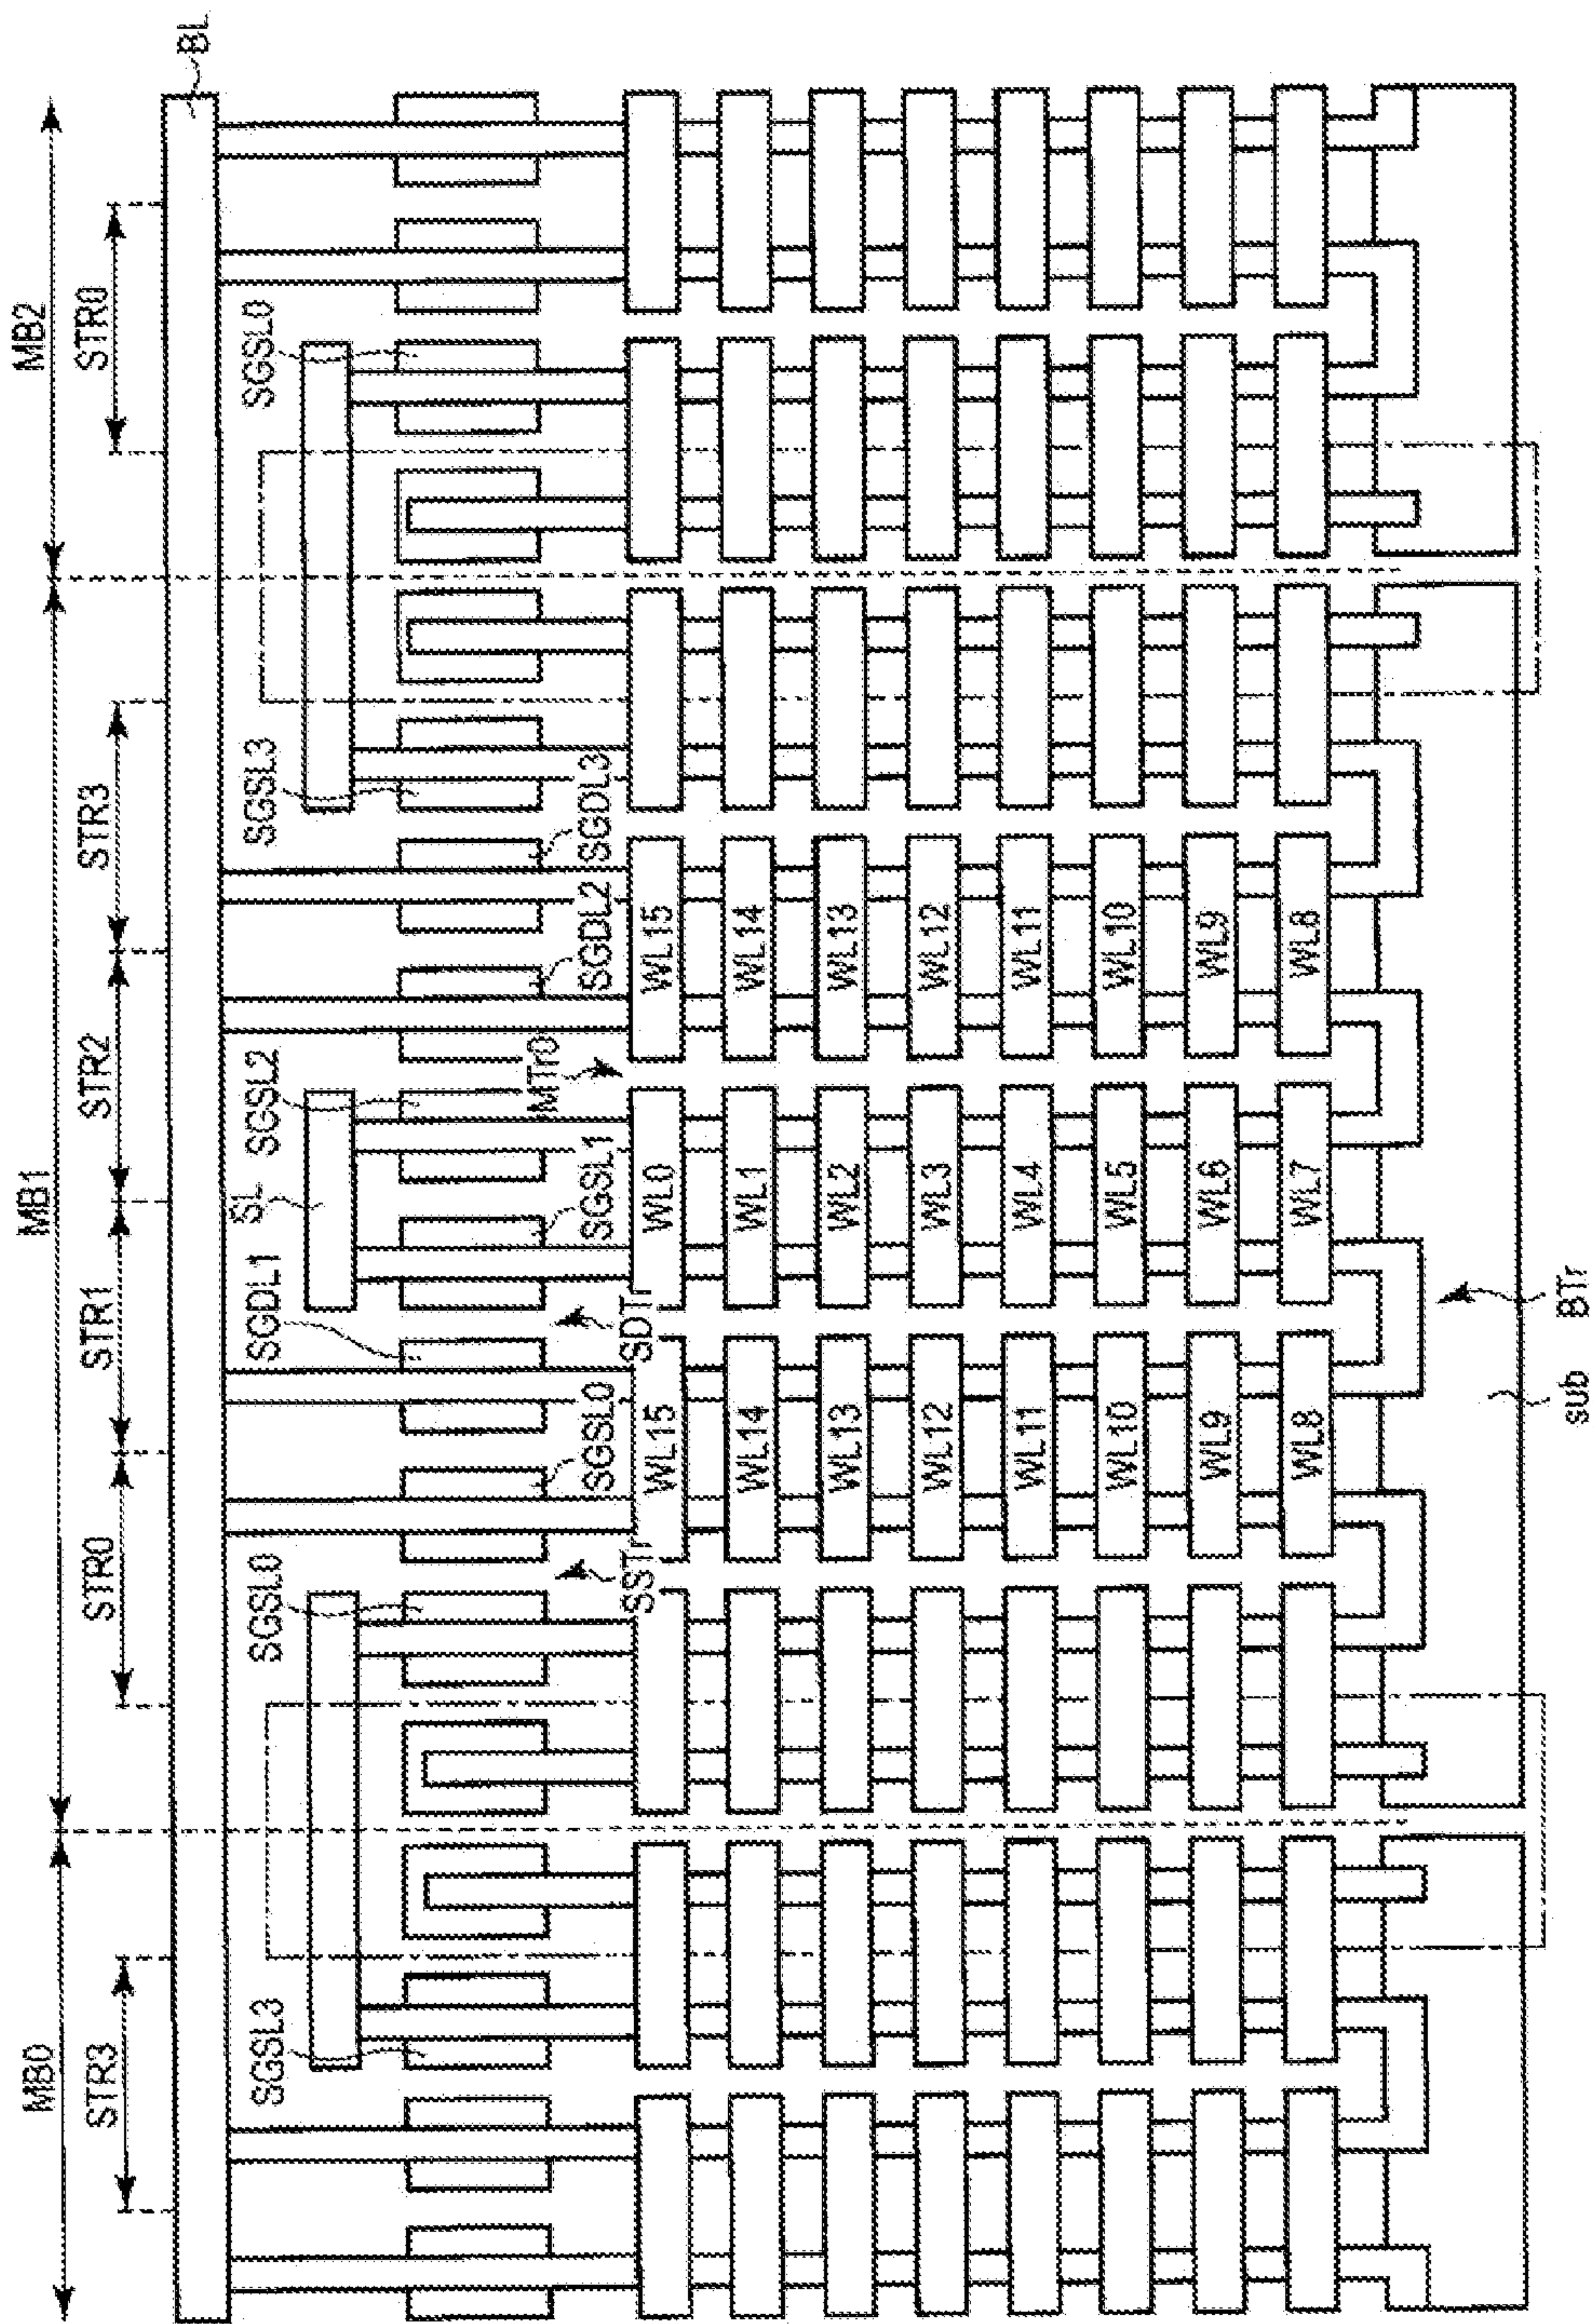 MB0
MB1
MB2
STR3
STR0
STR1
STR2
STR3
STR0
BL
SGSL3
SGSL0
SGDL1
SL
SGSL2
SGSL3
SGSL0
SSTr
SGSL0
SDTr
SGSL1
MTr0
SGDL2
SGDL3
WL15
WL0
WL15
WL14
WL1
WL14
WL13
WL2
WL13
WL12
WL3
WL12
WL11
WL4
WL11
WL10
WL5
WL10
WL9
WL6
WL9
WL8
WL7
WL8
sub
BTr